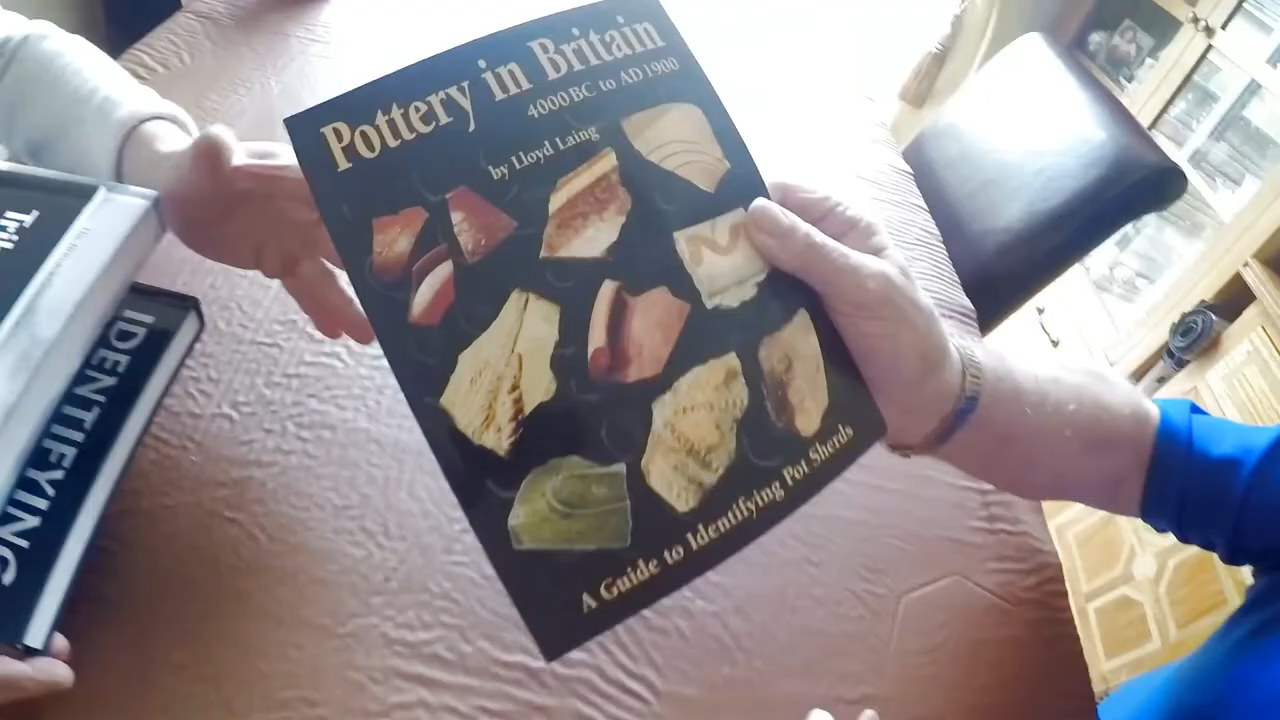 Pottery in Britain
4000 BC to AD 1900
by Lloyd Laing
A Guide to Identifying Pot Sherds
IDENTIFYING